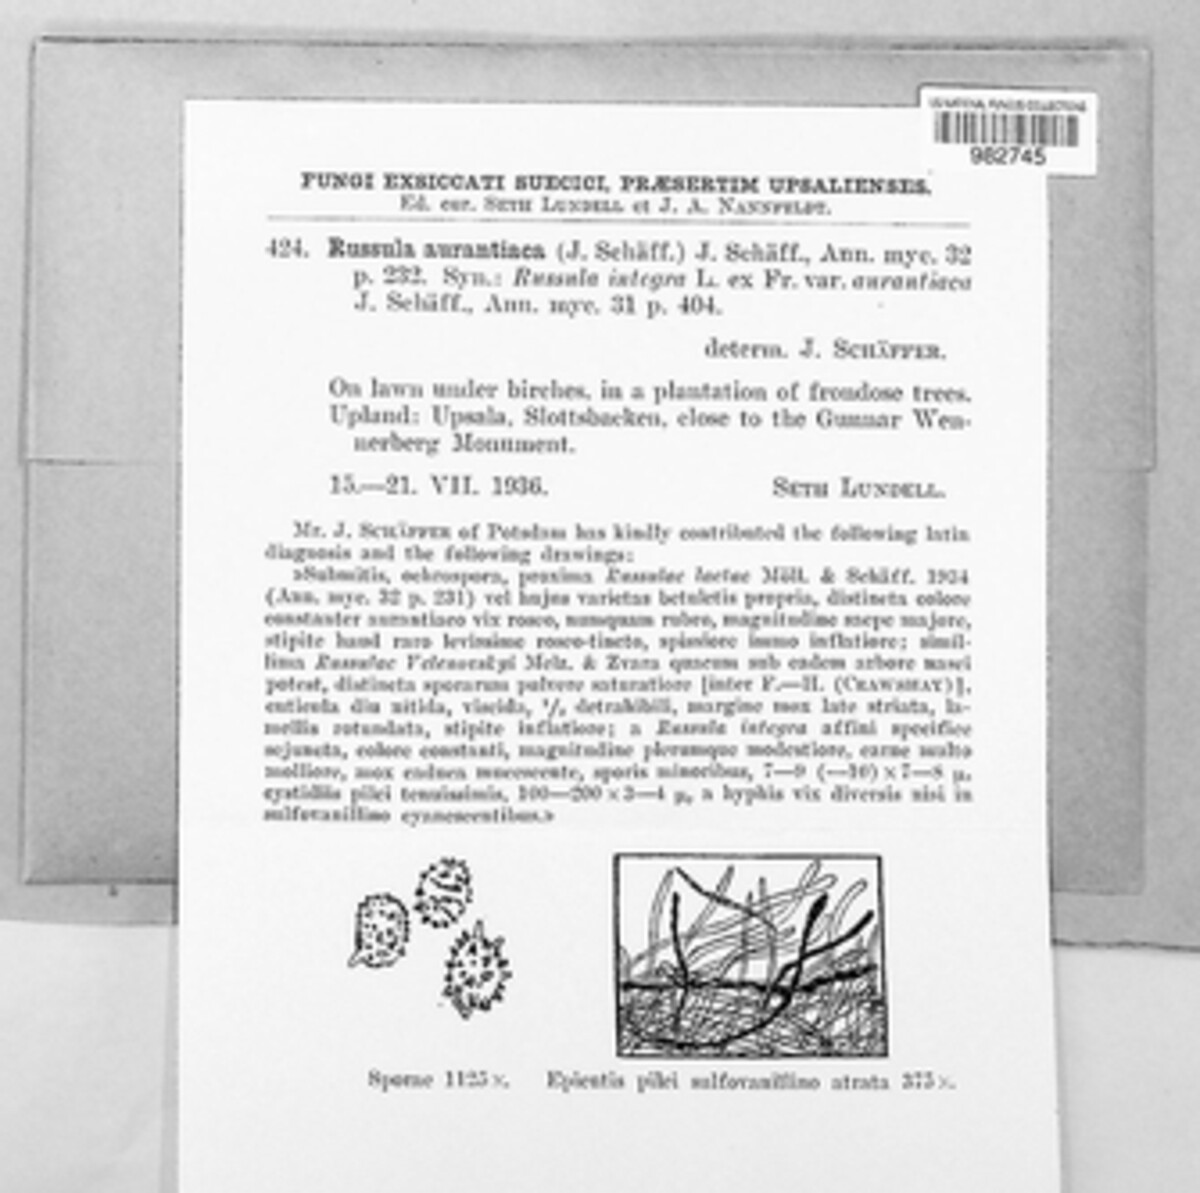 US NATIONAL FUNGUS COLLECTIONS
982745
FUNGI EXSICCATI SUECICI, PRÆSERTIM UPSALIENSES.
Ed. cur. SETH LUNDELL et J. A. NANNFELDT.
424. Russula aurantiaca (J. Schäff.) J. Schäff., Ann. myc. 32
p. 232. Syn.: Russula integra L. ex Fr. var. aurantiaca
J. Schäff., Ann. myc. 31 p. 404.
determ. J. SCHÄFFER.
On lawn under birches, in a plantation of frondose trees.
Upland: Upsala, Slottsbacken, close to the Gunnar Wen-
nerberg Monument.
15.—21. VII. 1936.
SETH LUNDELL.
Mr. J. SCHÄFFER of Potsdam has kindly contributed the following latin
diagnosis and the following drawings:
»Submitis, ochrospora, proxima Russulae laetae Möll. & Schäff. 1934
(Ann. myc. 32 p. 231) vel hujus varietas betuletis propria, distincta colore
constanter aurantiaco vix roseo, numquam rubro, magnitudine saepe majore,
stipite haud raro levissime roseo-tincto, spissiore immo inflatiore; simil-
lima Russulae Velenovskyi Melz. & Zvara quacum sub eadem arbore nasci
potest, distincta sporarum pulvere saturatiore [inter F.—H. (CRAWSHAY)],
cuticula diu nitida, viscida, detrahibili, margine mox late striata, la-
mellis rotundata, stipite inflatiore; a Russula integra affini specifice
sejuncta, colore constanti, magnitudine plerumque modestiore, carne multo
molliore, mox cadnea sporis minoribus, 7—9 (—10) × 7—8 μ,
cystidiis pilei tenuissimis, 100—200 × 3—4 μ, a hyphis vix diversis nisi in
sulfovanillino cyanescentibus.»
Sporae 1125 ×. Epicutis pilei sulfovanillino atrata 375 ×.